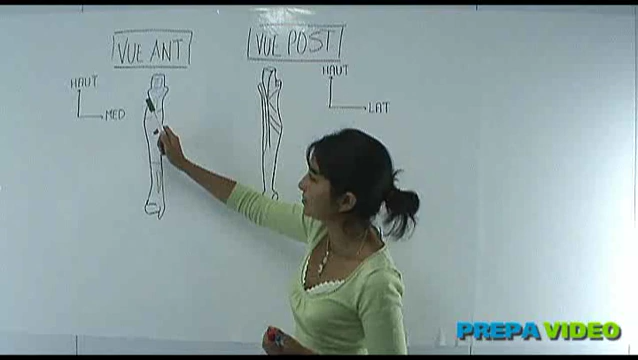 VUE ANT
VUE POST
HAUT
MED
HAUT
LAT
PREPA VIDEO